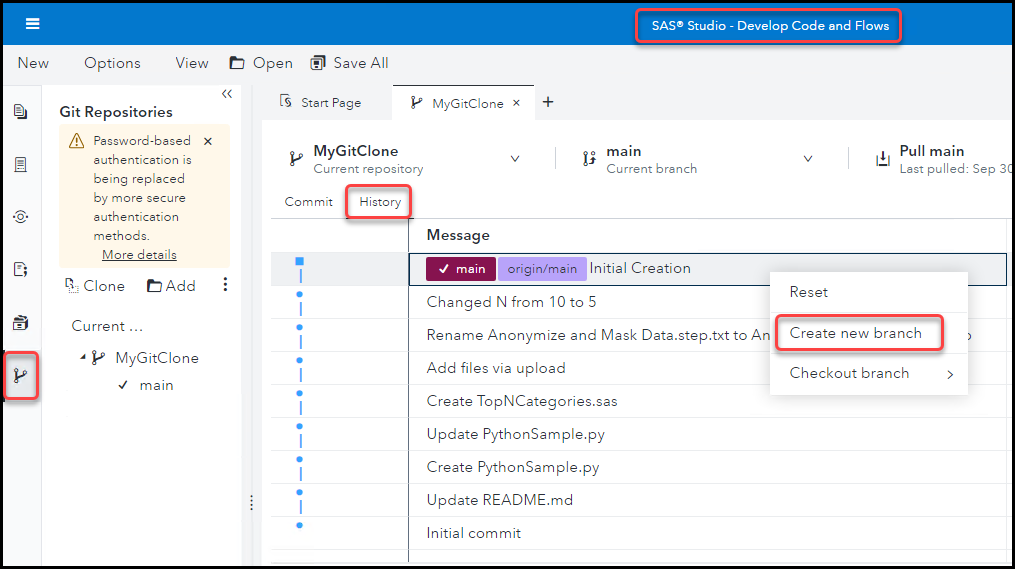 SAS® Studio - Develop Code and Flows
New Options View Open Save All
Start Page MyGitClone × +
Git Repositories
Password-based
authentication is
being replaced
by more secure
authentication
methods.
More details
Clone Add
Current ...
MyGitClone
main
MyGitClone
Current repository
main
Current branch
Pull main
Last pulled: Sep 30
Commit History
Message
main origin/main Initial Creation
Changed N from 10 to 5
Rename Anonymize and Mask Data.step.txt to An
Add files via upload
Create TopNCategories.sas
Update PythonSample.py
Create PythonSample.py
Update README.md
Initial commit
Reset
Create new branch
Checkout branch